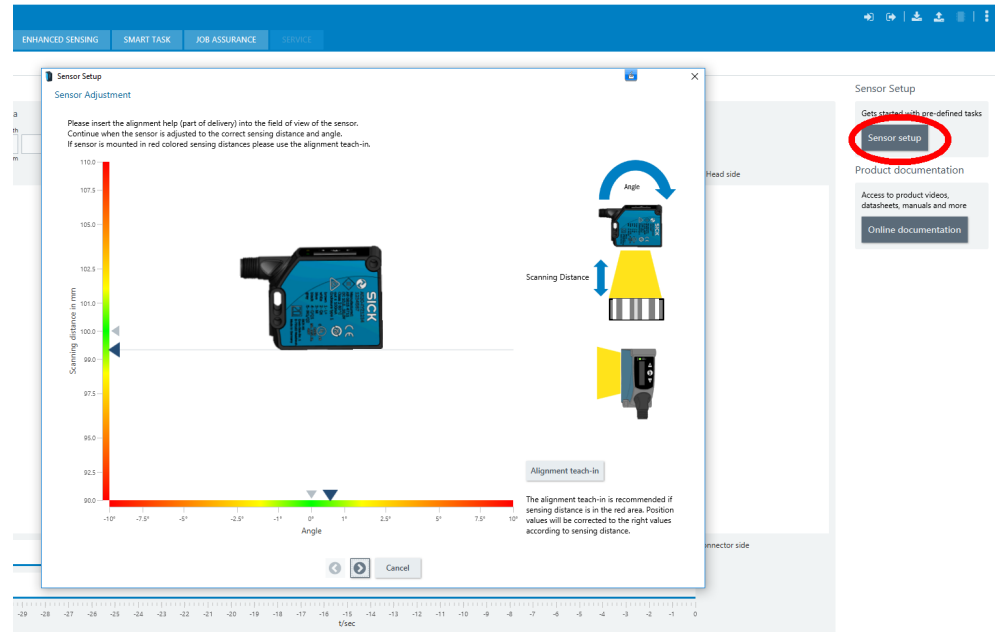 ENHANCED SENSING SMART TASK JOB ASSURANCE SERVICE
Sensor Setup
Sensor Adjustment
Please insert the alignment help (part of delivery) into the field of view of the sensor.
Continue when the sensor is adjusted to the correct sensing distance and angle.
If sensor is mounted in red colored sensing distances please use the alignment teach-in.
110.0
107.5
105.0
102.5
101.0
100.0
99.0
97.5
95.0
92.5
90.0
Scanning distance in mm
SICK
-10° -7.5° -5° -2.5° -1° 0° 1° 2.5° 5° 7.5° 10°
Angle
Angle
Scanning Distance
Alignment teach-in
The alignment teach-in is recommended if
sensing distance is in the red area. Position
values will be corrected to the right values
according to sensing distance.
Cancel
Head side
Sensor Setup
Gets started with pre-defined tasks
Sensor setup
Product documentation
Access to product videos,
datasheets, manuals and more
Online documentation
onnector side
-29 -28 -27 -26 -25 -24 -23 -22 -21 -20 -19 -18 -17 -16 -15 -14 -13 -12 -11 -10 -9 -8 -7 -6 -5 -4 -3 -2 -1 0
t/sec